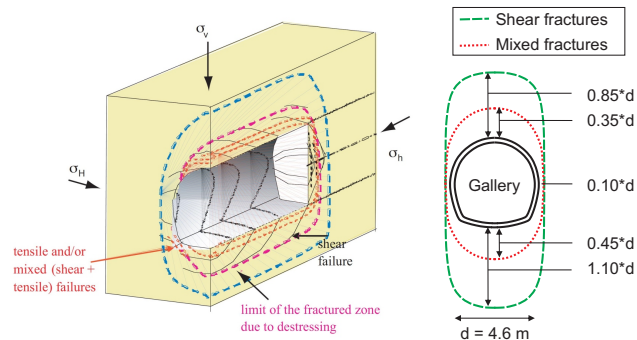 σv
σH
σh
tensile and/or
mixed (shear +
tensile) failures
shear
failure
limit of the fractured zone
due to destressing
Shear fractures
Mixed fractures
0.85*d
0.35*d
Gallery
0.10*d
0.45*d
1.10*d
d = 4.6 m